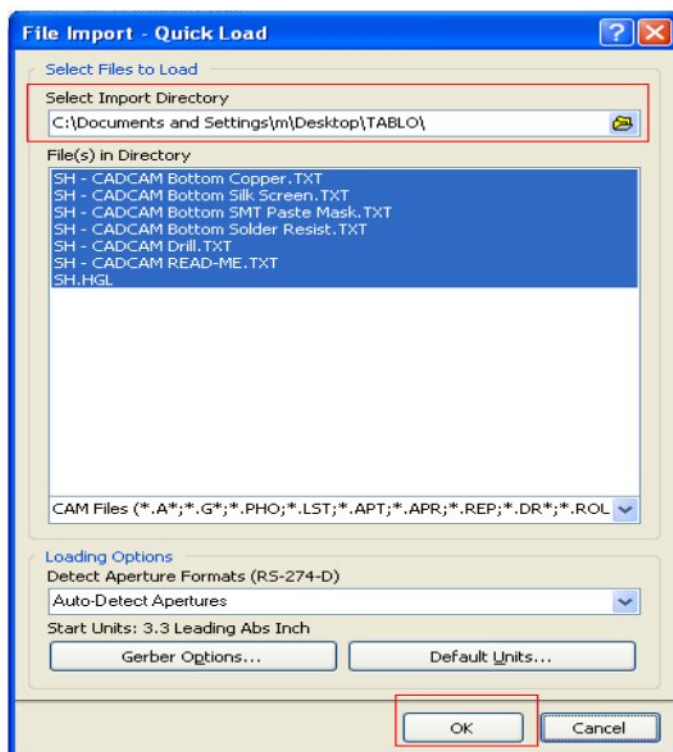 File Import - Quick Load
Select Files to Load
Select Import Directory
C:\Documents and Settings\m\Desktop\TABLO\
File(s) in Directory
SH - CADCAM Bottom Copper.TXT
SH - CADCAM Bottom Silk Screen.TXT
SH - CADCAM Bottom SMT Paste Mask.TXT
SH - CADCAM Bottom Solder Resist.TXT
SH - CADCAM Drill.TXT
SH - CADCAM READ-ME.TXT
SH.HGL
CAM Files (*.A*;*.G*;*.PHO;*.LST;*.APT;*.APR;*.REP;*.DR*;*.ROL
Loading Options
Detect Aperture Formats (RS-274-D)
Auto-Detect Apertures
Start Units: 3.3 Leading Abs Inch
Gerber Options... Default Units...
OK Cancel